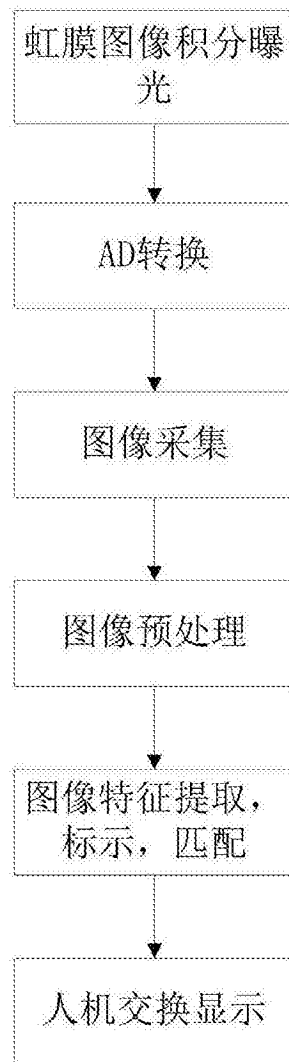 虹膜图像积分曝
光
AD转换
图像采集
图像预处理
图像特征提取，
标示，匹配
人机交换显示